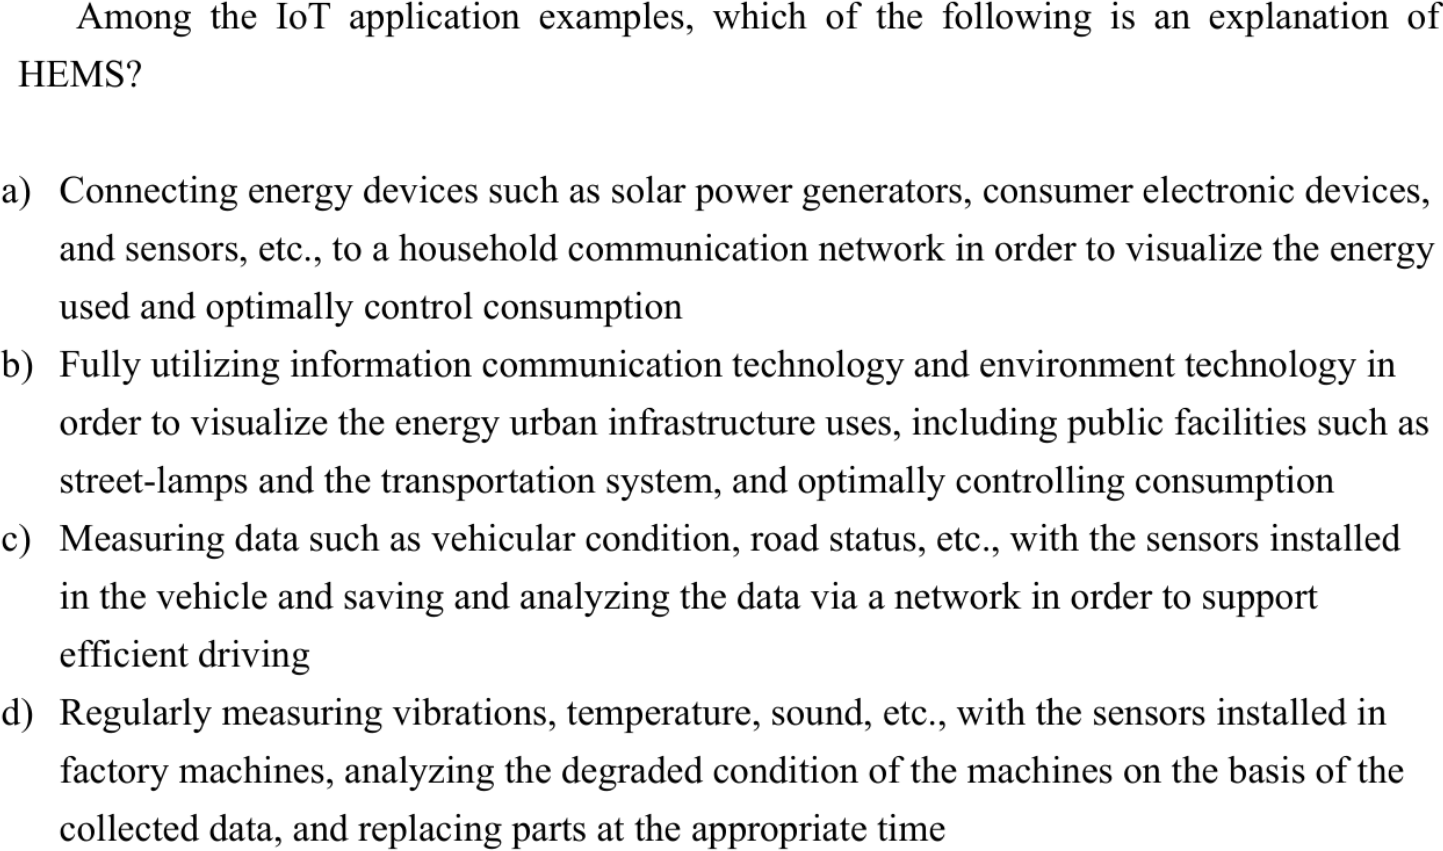 Among the IoT application examples, which of the following is an explanation of
HEMS?
a) Connecting energy devices such as solar power generators, consumer electronic devices,
and sensors, etc., to a household communication network in order to visualize the energy
used and optimally control consumption
b) Fully utilizing information communication technology and environment technology in
order to visualize the energy urban infrastructure uses, including public facilities such as
street-lamps and the transportation system, and optimally controlling consumption
c) Measuring data such as vehicular condition, road status, etc., with the sensors installed
in the vehicle and saving and analyzing the data via a network in order to support
efficient driving
d) Regularly measuring vibrations, temperature, sound, etc., with the sensors installed in
factory machines, analyzing the degraded condition of the machines on the basis of the
collected data, and replacing parts at the appropriate time